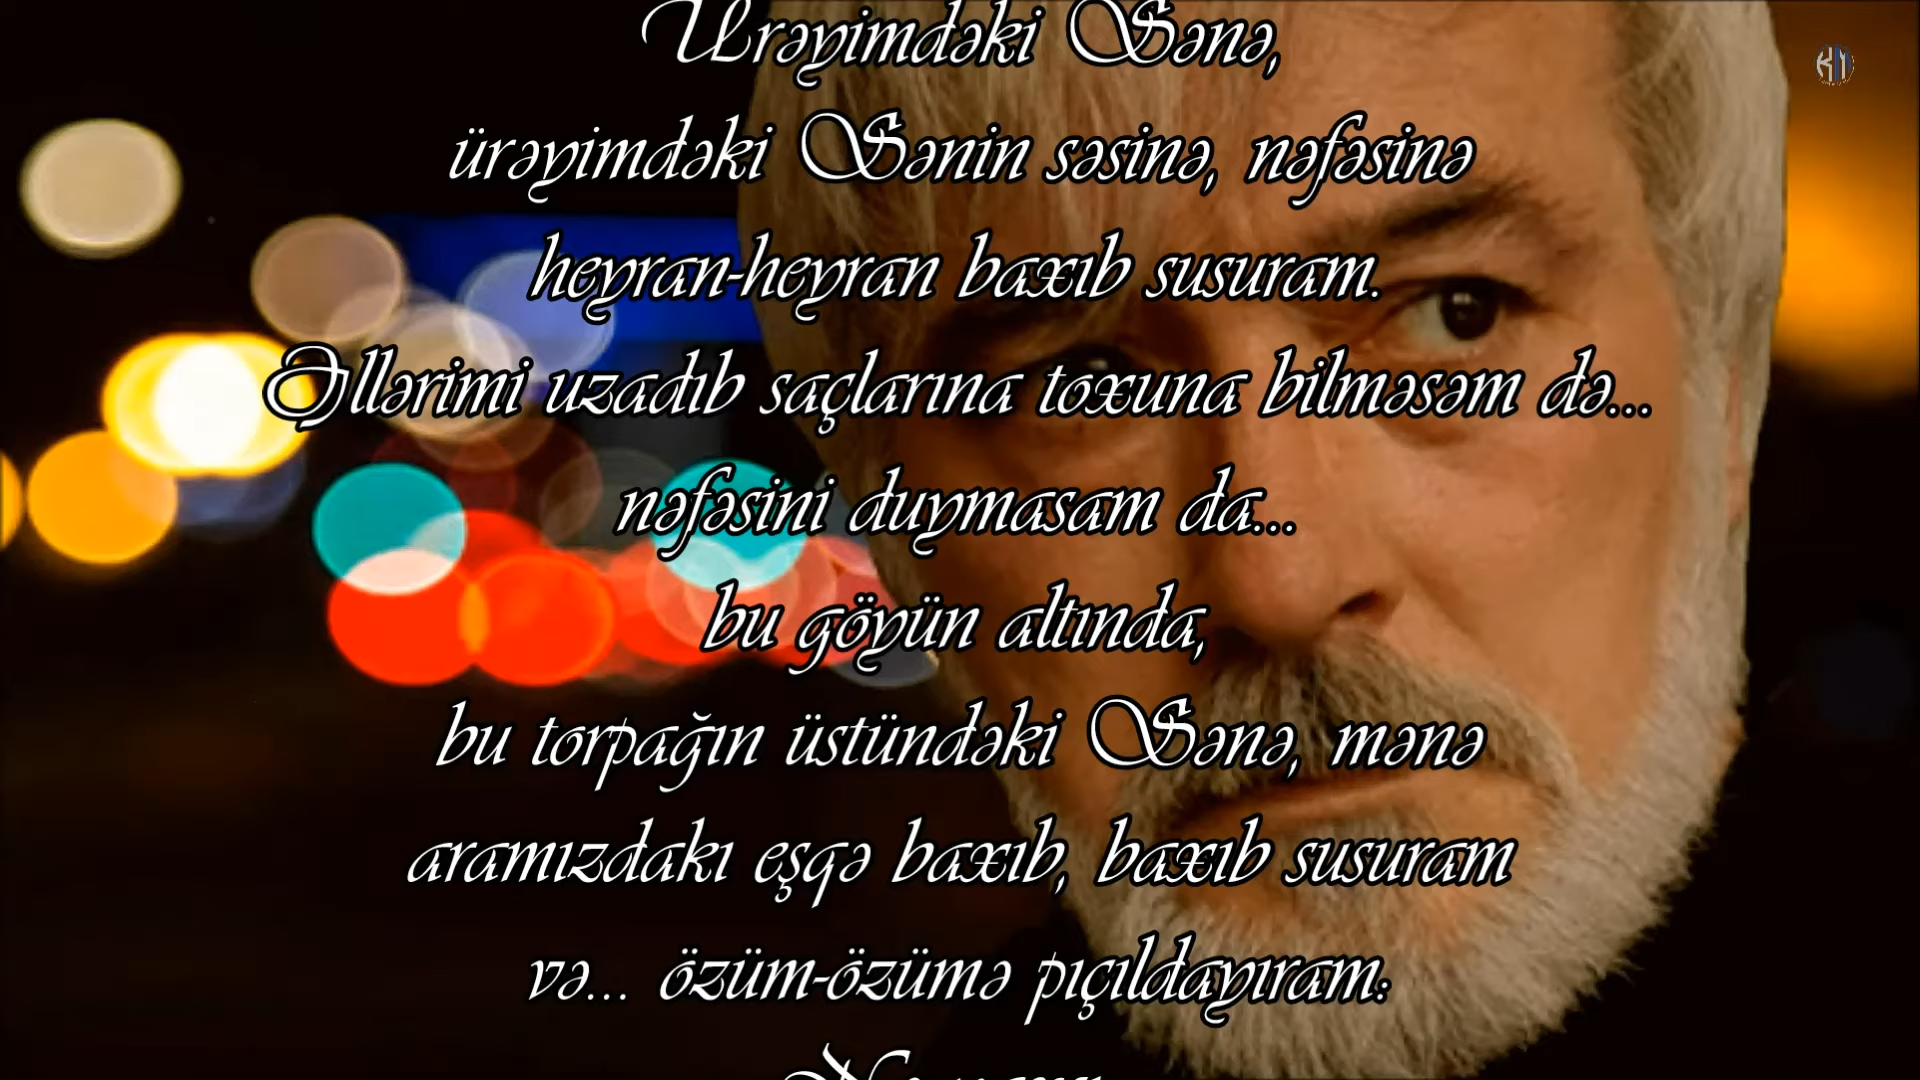 Ürəyimdəki Sənə,
ürəyimdəki Sənin səsinə, nəfəsinə
heyran-heyran baxıb susuram.
Əllərimi uzadıb saçlarına toxuna bilməsəm də...
nəfəsini duymasam da...
bu göyün altında,
bu torpağın üstündəki Sənə, mənə
aramızdakı eşqə baxıb, baxıb susuram
və... özüm-özümə pıçıldayıram:
KM